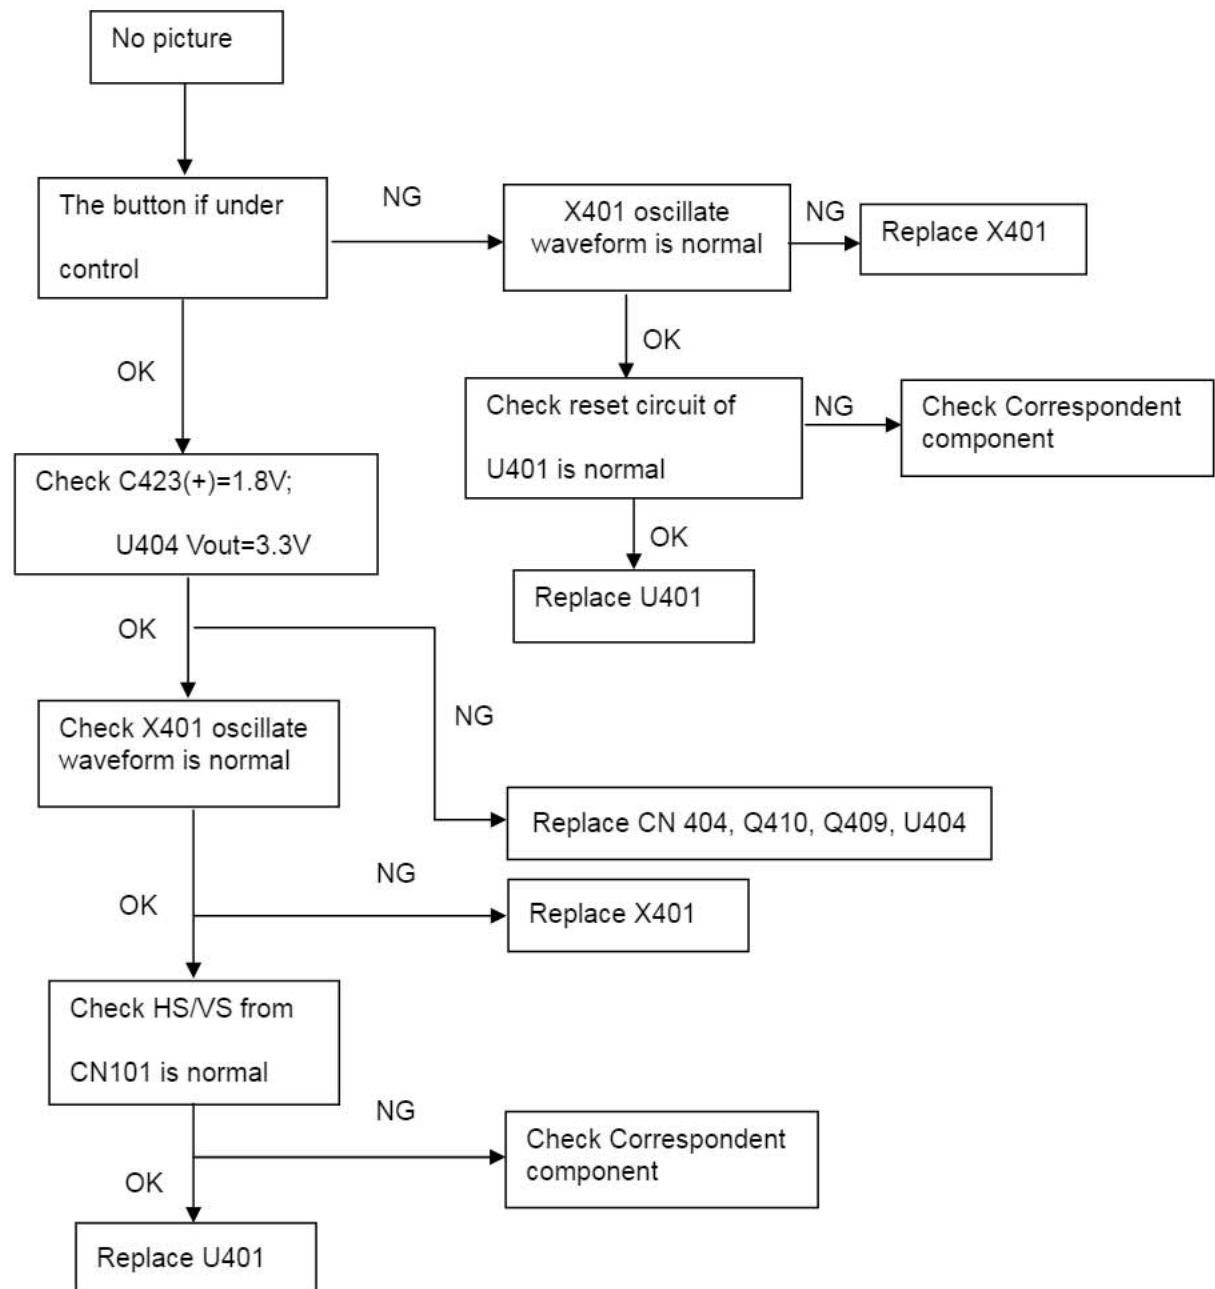 No picture
The button if under
control
NG
X401 oscillate
waveform is normal
NG
Replace X401
OK
OK
Check reset circuit of
U401 is normal
NG
Check Correspondent
component
Check C423(+)=1.8V;
U404 Vout=3.3V
OK
Replace U401
OK
NG
Check X401 oscillate
waveform is normal
Replace CN 404, Q410, Q409, U404
NG
OK
Replace X401
Check HS/VS from
CN101 is normal
NG
Check Correspondent
component
OK
Replace U401